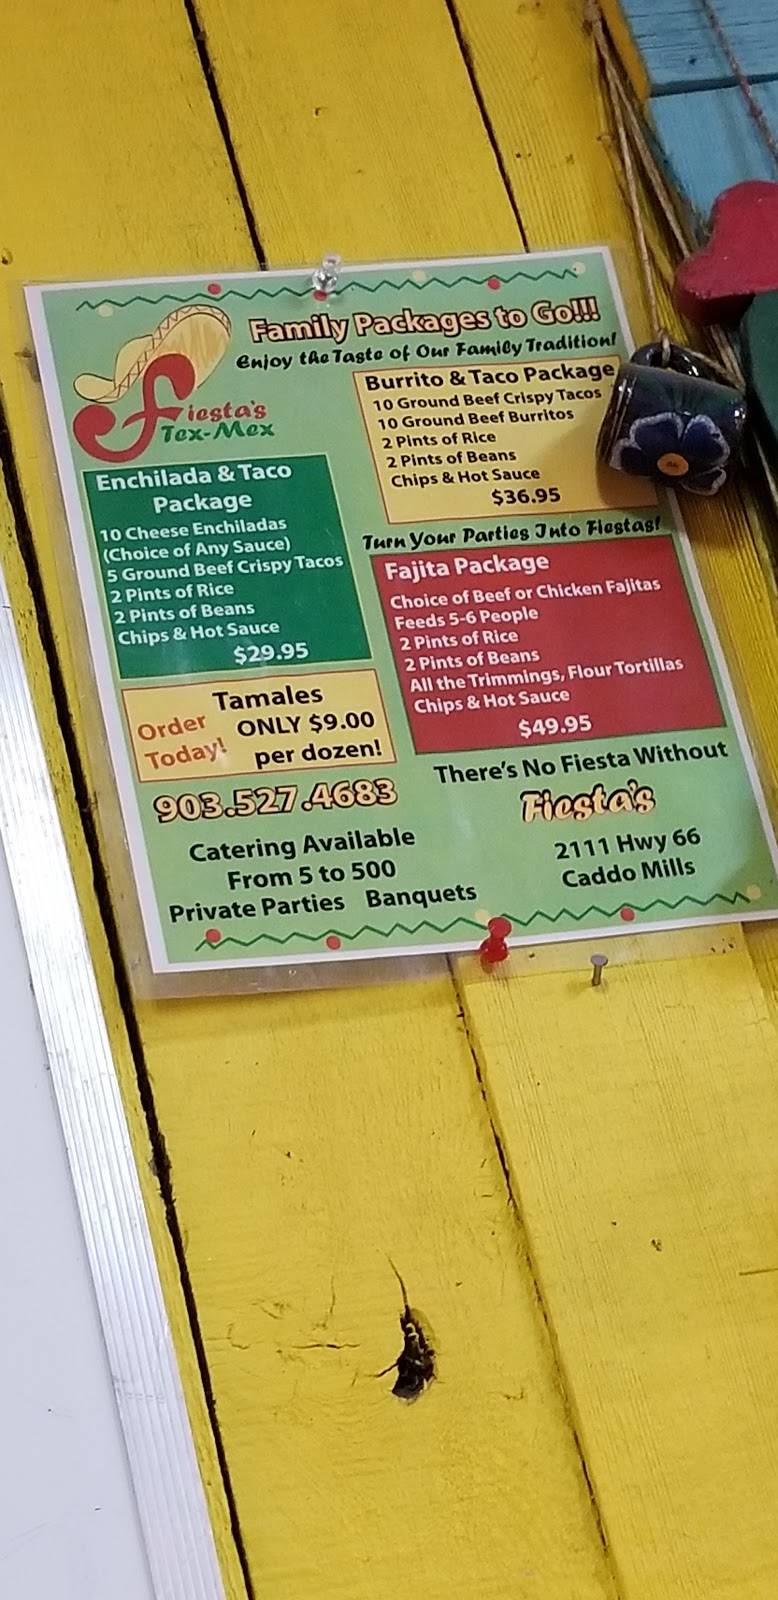 Family Packages to Go!!!
Enjoy the Taste of Our Family Tradition!
Fiesta's
Tex-Mex
Burrito & Taco Package
10 Ground Beef Crispy Tacos
10 Ground Beef Burritos
2 Pints of Rice
2 Pints of Beans
Chips & Hot Sauce
$36.95
Enchilada & Taco
Package
10 Cheese Enchiladas
(Choice of Any Sauce)
5 Ground Beef Crispy Tacos
2 Pints of Rice
2 Pints of Beans
Chips & Hot Sauce
$29.95
Turn Your Parties Into Fiestas!
Fajita Package
Choice of Beef or Chicken Fajitas
Feeds 5-6 People
2 Pints of Rice
2 Pints of Beans
All the Trimmings, Flour Tortillas
Chips & Hot Sauce
$49.95
Order
Today!
Tamales
ONLY $9.00
per dozen!
903.527.4683
Catering Available
From 5 to 500
Private Parties Banquets
There's No Fiesta Without
Fiesta's
2111 Hwy 66
Caddo Mills